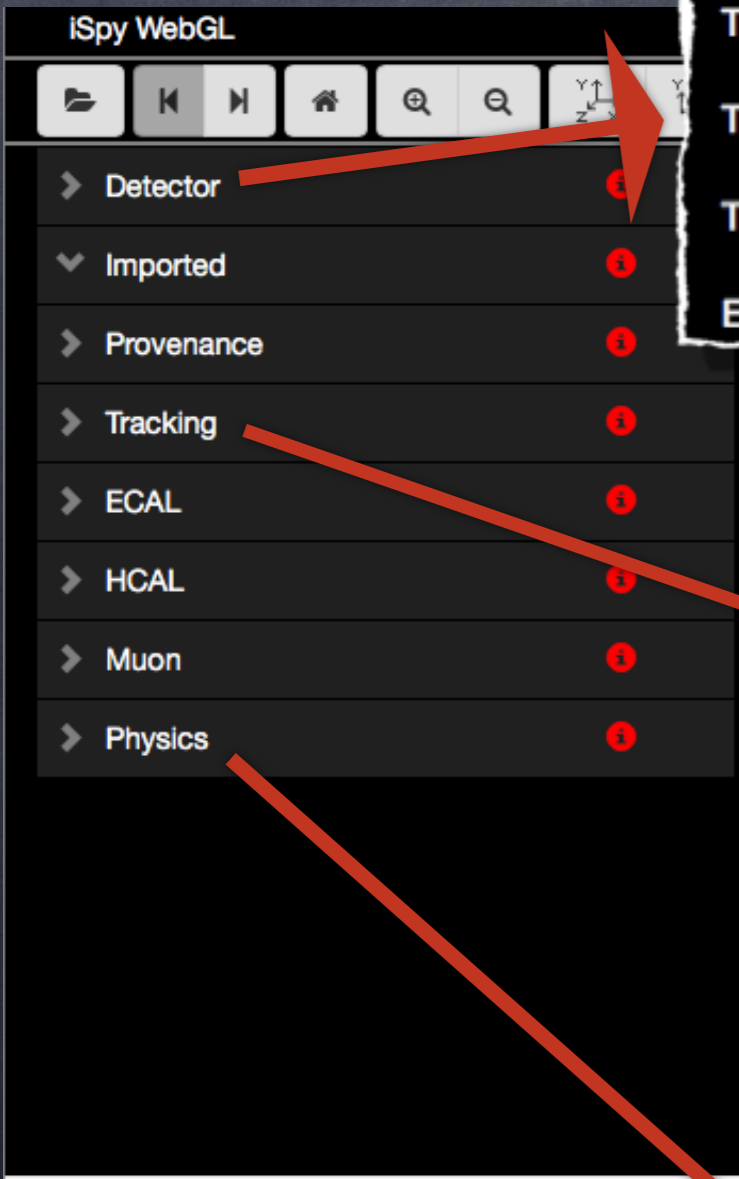 iSpy WebGL
Detector
Imported
Provenance
Tracking
ECAL
HCAL
Muon
Physics